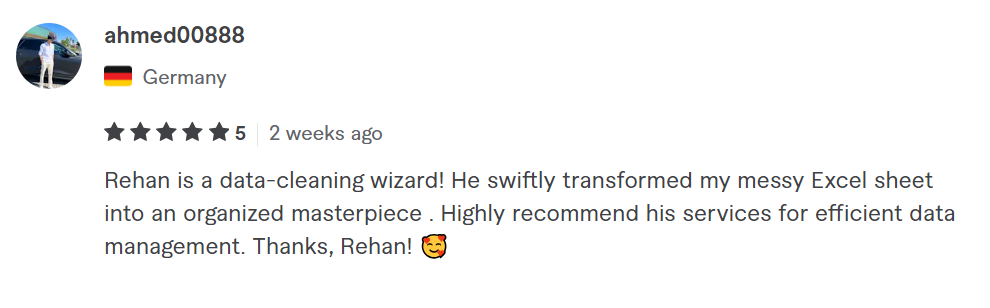 ahmed00888
Germany
5 2 weeks ago
Rehan is a data-cleaning wizard! He swiftly transformed my messy Excel sheet
into an organized masterpiece . Highly recommend his services for efficient data
management. Thanks, Rehan! 🥰